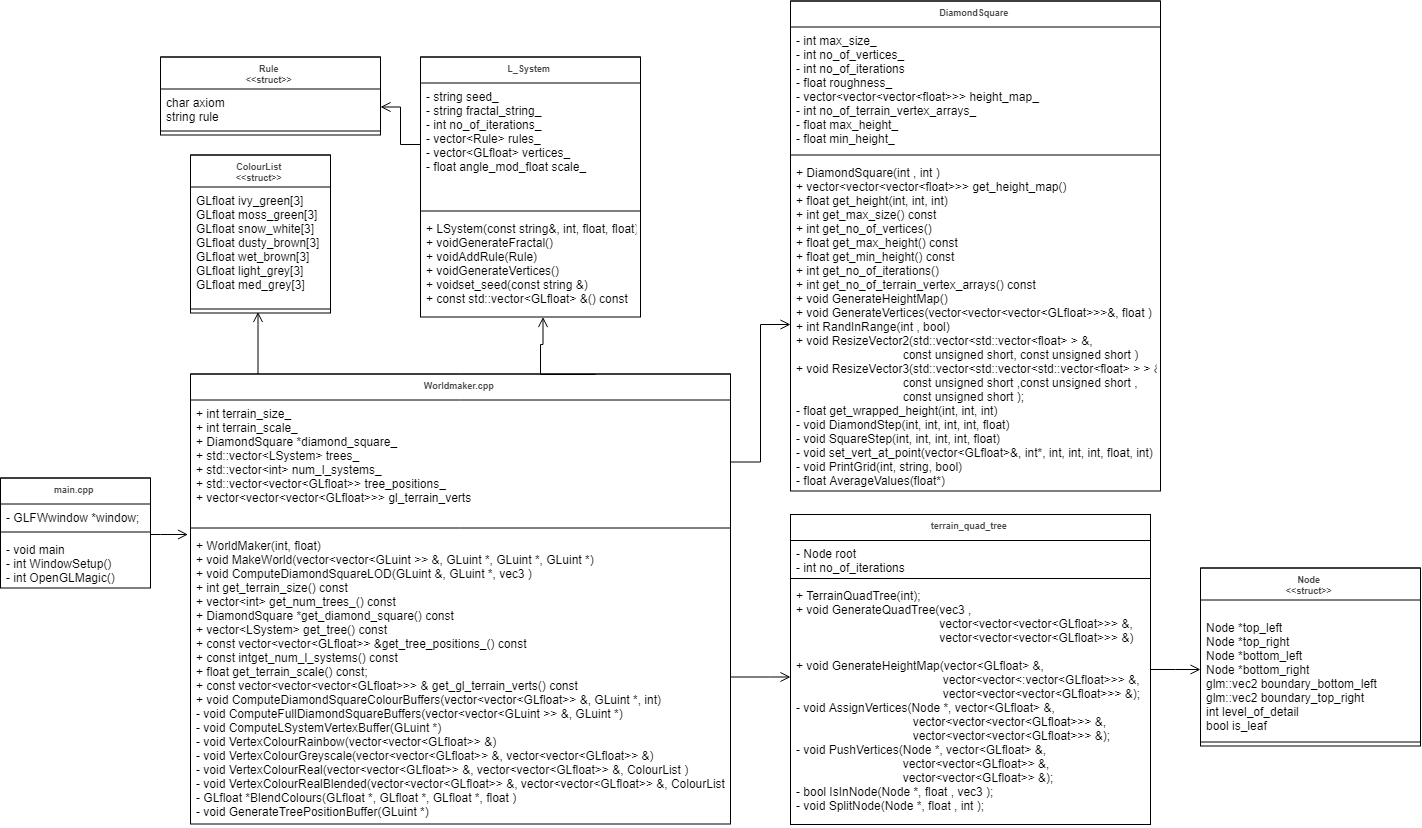 Rule
<<struct>>
char axiom
string rule
ColourList
<<struct>>
GLfloat ivy_green[3]
GLfloat moss_green[3]
GLfloat snow_white[3]
GLfloat dusty_brown[3]
GLfloat wet_brown[3]
GLfloat light_grey[3]
GLfloat med_grey[3]
L_System
- string seed_
- string fractal_string_
- int no_of_iterations_
- vector<Rule> rules_
- vector<GLfloat> vertices_
- float angle_mod_float scale_
+ LSystem(const string&, int, float, float)
+ voidGenerateFractal()
+ voidAddRule(Rule)
+ voidGenerateVertices()
+ voidset_seed(const string &)
+ const std::vector<GLfloat> &() const
DiamondSquare
- int max_size_
- int no_of_vertices_
- int no_of_iterations
- float roughness_
- vector<vector<vector<float>>> height_map_
- int no_of_terrain_vertex_arrays_
- float max_height_
- float min_height_
+ DiamondSquare(int , int )
+ vector<vector<vector<float>>> get_height_map()
+ float get_height(int, int, int)
+ int get_max_size() const
+ int get_no_of_vertices()
+ float get_max_height() const
+ float get_min_height() const
+ int get_no_of_iterations()
+ int get_no_of_terrain_vertex_arrays() const
+ void GenerateHeightMap()
+ void GenerateVertices(vector<vector<vector<GLfloat>>>&, float )
+ int RandInRange(int , bool)
+ void ResizeVector2(std::vector<std::vector<float> > &,
const unsigned short, const unsigned short )
+ void ResizeVector3(std::vector<std::vector<std::vector<float> > > &
const unsigned short ,const unsigned short ,
const unsigned short );
- float get_wrapped_height(int, int, int)
- void DiamondStep(int, int, int, int, float)
- void SquareStep(int, int, int, int, float)
- void set_vert_at_point(vector<GLfloat>&, int*, int, int, int, float, int)
- void PrintGrid(int, string, bool)
- float AverageValues(float*)
main.cpp
- GLFWwindow *window;
- void main
- int WindowSetup()
- int OpenGLMagic()
Worldmaker.cpp
+ int terrain_size_
+ int terrain_scale_
+ DiamondSquare *diamond_square_
+ std::vector<LSystem> trees_
+ std::vector<int> num_l_systems_
+ std::vector<vector<GLfloat>> tree_positions_
+ vector<vector<vector<GLfloat>>> gl_terrain_verts
+ WorldMaker(int, float)
+ void MakeWorld(vector<vector<GLuint >> &, GLuint *, GLuint *, GLuint *)
+ void ComputeDiamondSquareLOD(GLuint &, GLuint *, vec3 )
+ int get_terrain_size() const
+ vector<int> get_num_trees_() const
+ DiamondSquare *get_diamond_square() const
+ vector<LSystem> get_tree() const
+ const vector<vector<GLfloat>> &get_tree_positions_() const
+ const intget_num_l_systems() const
+ float get_terrain_scale() const;
+ const vector<vector<vector<GLfloat>>> & get_gl_terrain_verts() const
+ void ComputeDiamondSquareColourBuffers(vector<vector<GLfloat>> &, GLuint *, int)
- void ComputeFullDiamondSquareBuffers(vector<vector<GLuint >> &, GLuint *)
- void ComputeLSystemVertexBuffer(GLuint *)
- void VertexColourRainbow(vector<vector<GLfloat>> &)
- void VertexColourGreyscale(vector<vector<GLfloat>> &, vector<vector<GLfloat>> &)
- void VertexColourReal(vector<vector<GLfloat>> &, vector<vector<GLfloat>> &, ColourList )
- void VertexColourRealBlended(vector<vector<GLfloat>> &, vector<vector<GLfloat>> &, ColourList
- GLfloat *BlendColours(GLfloat *, GLfloat *, GLfloat *, float )
- void GenerateTreePositionBuffer(GLuint *)
terrain_quad_tree
- Node root
- int no_of_iterations
+ TerrainQuadTree(int);
+ void GenerateQuadTree(vec3 ,
vector<vector<vector<GLfloat>>> &,
vector<vector<vector<GLfloat>>> &)
+ void GenerateHeightMap(vector<GLfloat> &,
vector<vector<::vector<GLfloat>>> &,
vector<vector<vector<GLfloat>>> &);
- void AssignVertices(Node *, vector<GLfloat> &,
vector<vector<vector<GLfloat>>> &,
vector<vector<vector<GLfloat>>> &);
- void PushVertices(Node *, vector<GLfloat> &,
vector<vector<vector<GLfloat>>> &,
vector<vector<vector<GLfloat>>> &);
- bool IsInNode(Node *, float , vec3 );
- void SplitNode(Node *, float , int );
Node
<<struct>>
Node *top_left
Node *top_right
Node *bottom_left
Node *bottom_right
glm::vec2 boundary_bottom_left
glm::vec2 boundary_top_right
int level_of_detail
bool is_leaf